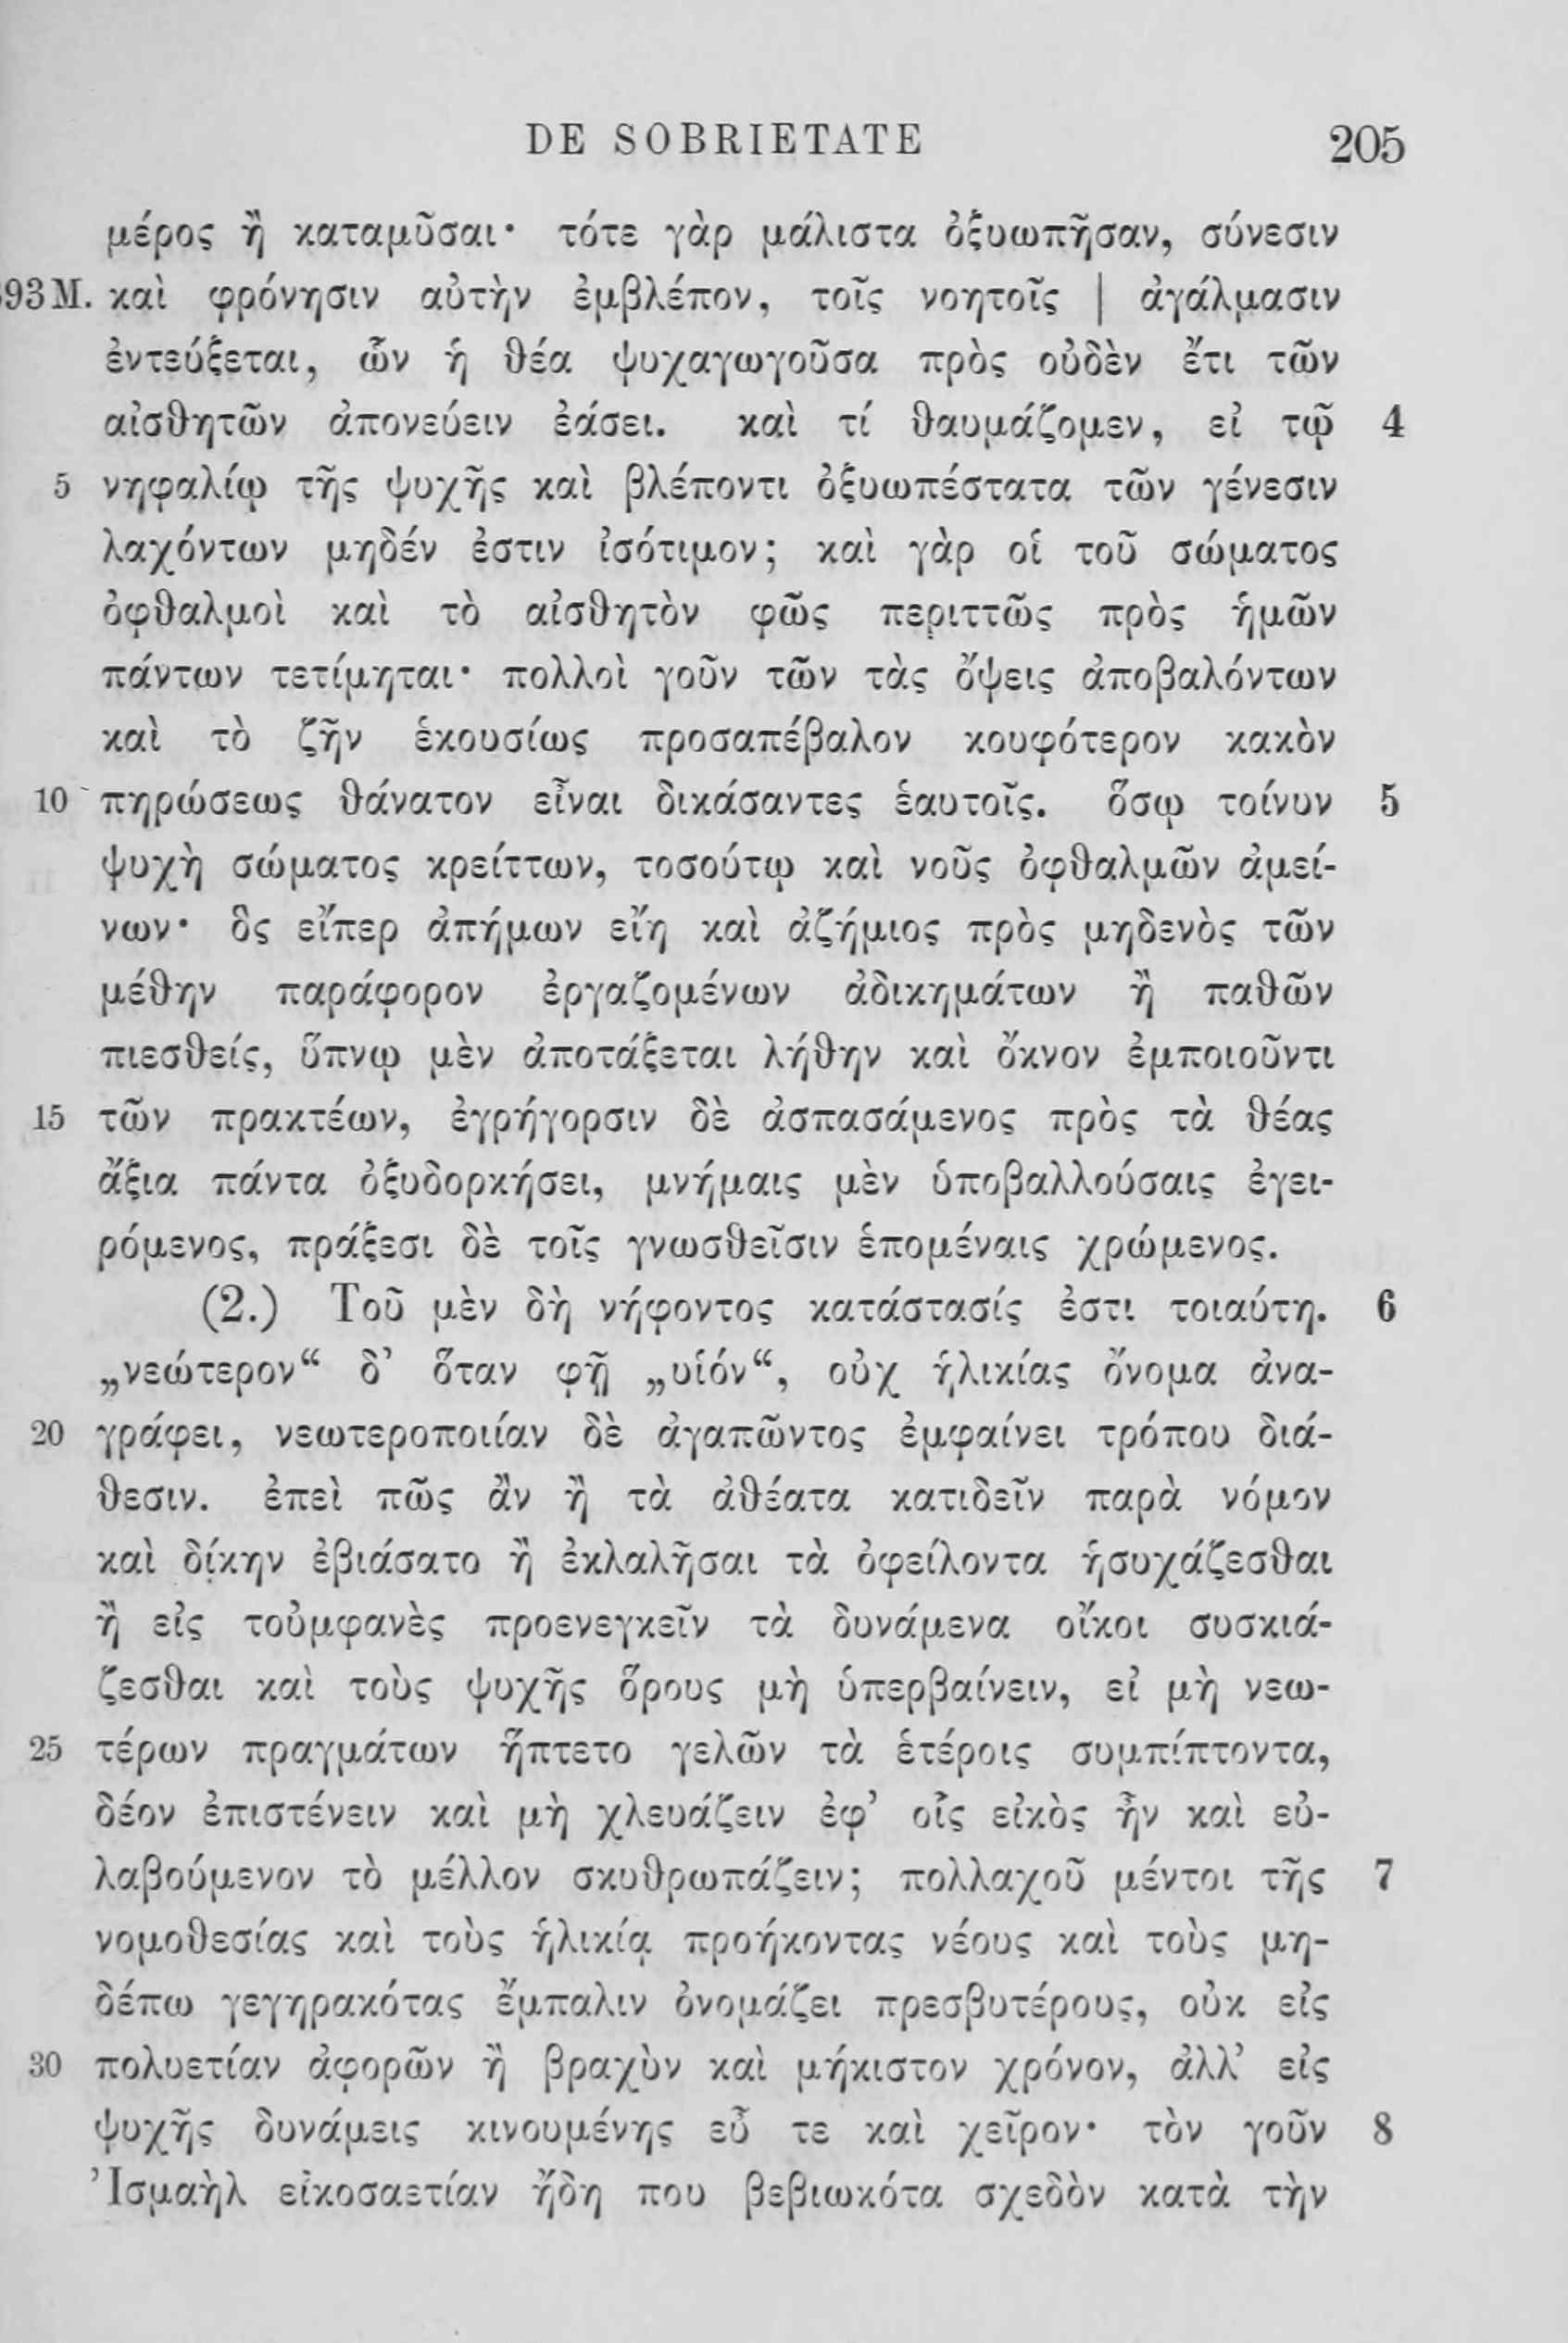 DE SOBRIETATE 205
μέρος ἢ καταμῦσαι· τότε γὰρ μάλιστα ὀξυωπῆσαν, σύνεσιν
93 M. καὶ φρόνησιν αὐτὴν ἐμβλέπον, τοῖς νοητοῖς | ἀγάλμασιν
ἐντεύξεται, ὧν ἡ θέα ψυχαγωγοῦσα πρὸς οὐδὲν ἔτι τῶν
αἰσθητῶν ἀπονεύειν ἐάσει. καὶ τί θαυμάζομεν, εἰ τῷ 4
5 νηφαλίῳ τῆς ψυχῆς καὶ βλέποντι ὀξυωπέστατα τῶν γένεσιν
λαχόντων μηδέν ἐστιν ἰσότιμον; καὶ γὰρ οἱ τοῦ σώματος
ὀφθαλμοὶ καὶ τὸ αἰσθητὸν φῶς περιττῶς πρὸς ἡμῶν
πάντων τετίμηται· πολλοὶ γοῦν τῶν τὰς ὄψεις ἀποβαλόντων
καὶ τὸ ζῆν ἑκουσίως προσαπέβαλον κουφότερον κακὸν
10 πηρώσεως θάνατον εἶναι δικάσαντες ἑαυτοῖς. ὅσῳ τοίνυν 5
ψυχὴ σώματος κρείττων, τοσούτῳ καὶ νοῦς ὀφθαλμῶν ἀμεί-
νων· ὃς εἴπερ ἀπήμων εἴη καὶ ἀζήμιος πρὸς μηδενὸς τῶν
μέθην παράφορον ἐργαζομένων ἀδικημάτων ἢ παθῶν
πιεσθείς, ὕπνῳ μὲν ἀποτάξεται λήθην καὶ ὄκνον ἐμποιοῦντι
15 τῶν πρακτέων, ἐγρήγορσιν δὲ ἀσπασάμενος πρὸς τὰ θέας
ἄξια πάντα ὀξυδορκήσει, μνήμαις μὲν ὑποβαλλούσαις ἐγει-
ρόμενος, πράξεσι δὲ τοῖς γνωσθεῖσιν ἑπομέναις χρώμενος.
(2.) Τοῦ μὲν δὴ νήφοντος κατάστασίς ἐστι τοιαύτη. 6
„νεώτερον“ δ’ ὅταν φῇ „υἱόν“, οὐχ ἡλικίας ὄνομα ἀνα-
20 γράφει, νεωτεροποιίαν δὲ ἀγαπῶντος ἐμφαίνει τρόπου διά-
θεσιν. ἐπεὶ πῶς ἂν ἢ τὰ ἀθέατα κατιδεῖν παρὰ νόμον
καὶ δίκην ἐβιάσατο ἢ ἐκλαλῆσαι τὰ ὀφείλοντα ἡσυχάζεσθαι
ἢ εἰς τοὐμφανὲς προενεγκεῖν τὰ δυνάμενα οἴκοι συσκιά-
ζεσθαι καὶ τοὺς ψυχῆς ὅρους μὴ ὑπερβαίνειν, εἰ μὴ νεω-
25 τέρων πραγμάτων ἥπτετο γελῶν τὰ ἑτέροις συμπίπτοντα,
δέον ἐπιστένειν καὶ μὴ χλευάζειν ἐφ’ οἷς εἰκὸς ἦν καὶ εὐ-
λαβούμενον τὸ μέλλον σκυθρωπάζειν; πολλαχοῦ μέντοι τῆς 7
νομοθεσίας καὶ τοὺς ἡλικίᾳ προήκοντας νέους καὶ τοὺς μη-
δέπω γεγηρακότας ἔμπαλιν ὀνομάζει πρεσβυτέρους, οὐκ εἰς
30 πολυετίαν ἀφορῶν ἢ βραχὺν καὶ μήκιστον χρόνον, ἀλλ’ εἰς
ψυχῆς δυνάμεις κινουμένης εὖ τε καὶ χεῖρον· τὸν γοῦν 8
Ἰσμαὴλ εἰκοσαετίαν ἤδη που βεβιωκότα σχεδὸν κατὰ τὴν